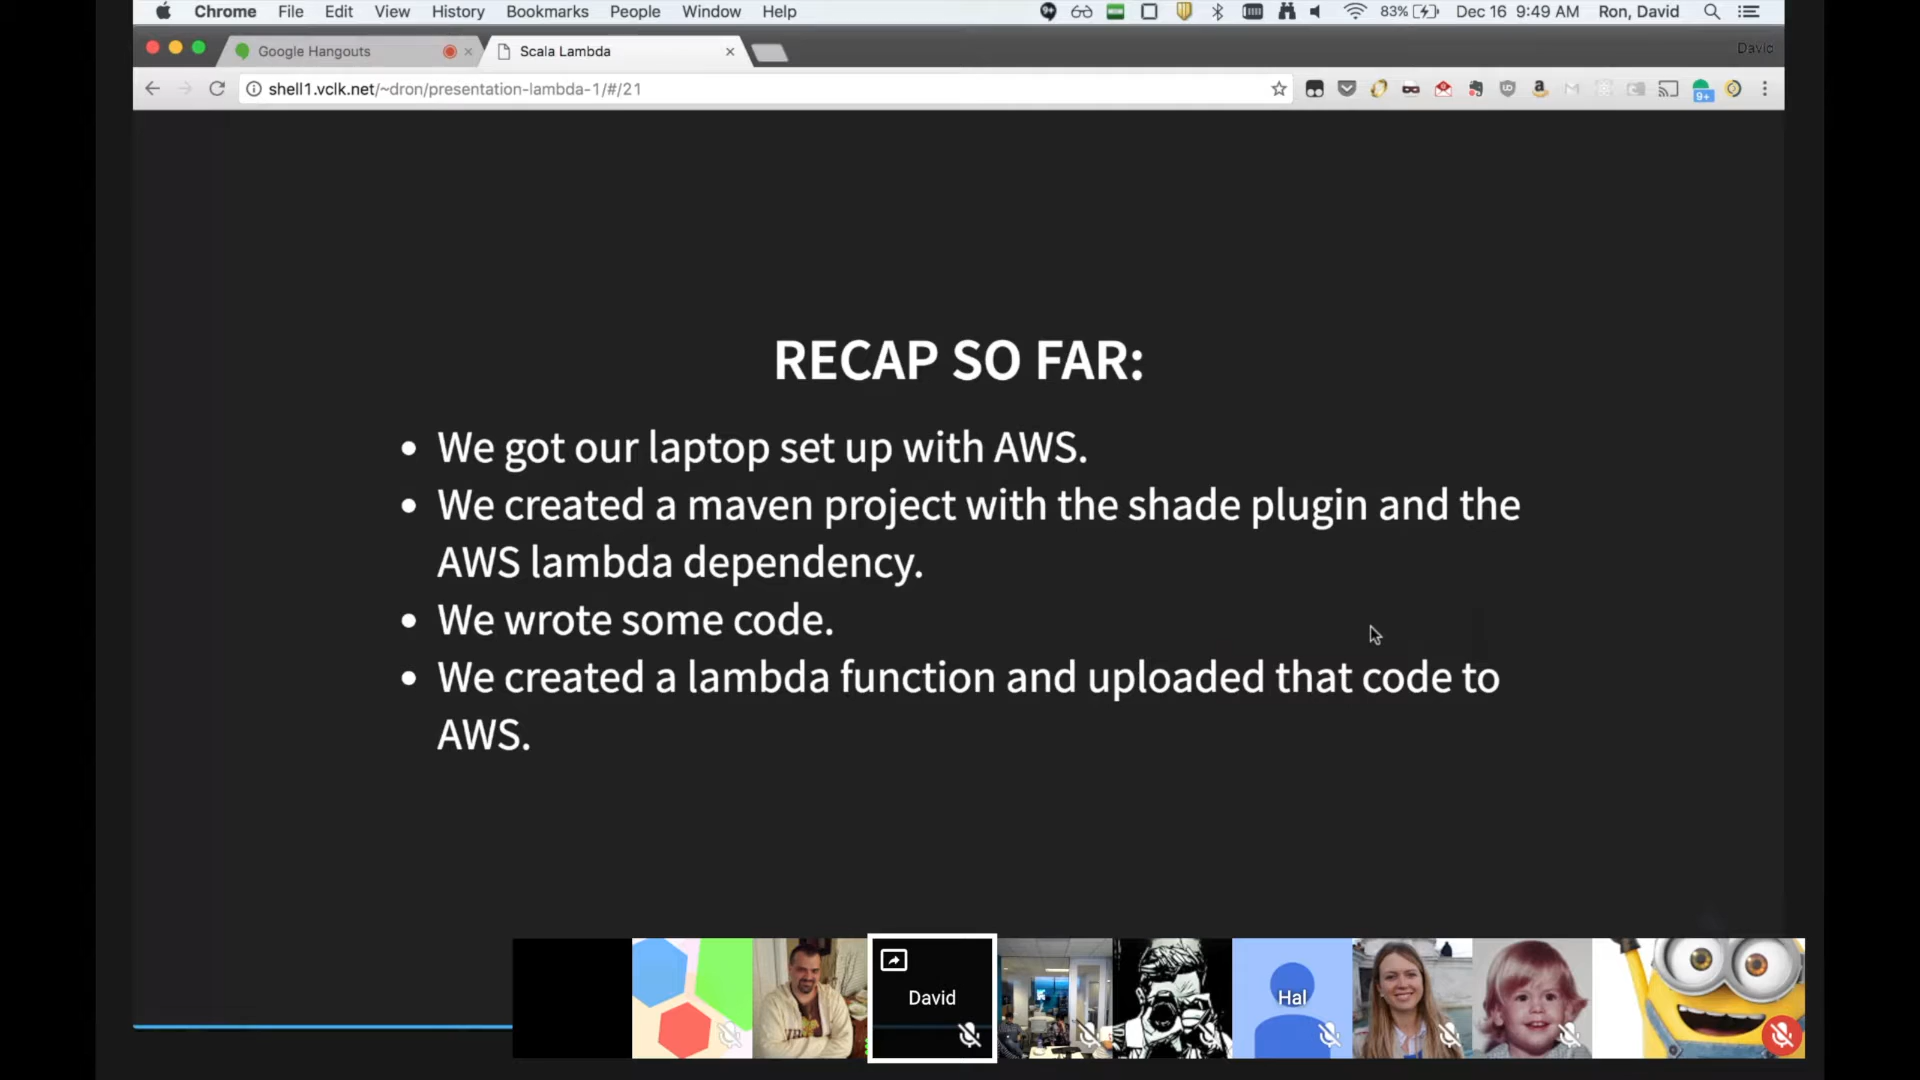 Chrome File Edit View History Bookmarks People Window Help 83% Dec 16 9:49 AM Ron, David
Google Hangouts Scala Lambda David
shell1.vclk.net/~dron/presentation-lambda-1/#/21
9+
RECAP SO FAR:
• We got our laptop set up with AWS.
• We created a maven project with the shade plugin and the
AWS lambda dependency.
• We wrote some code.
• We created a lambda function and uploaded that code to
AWS.
David
Hal